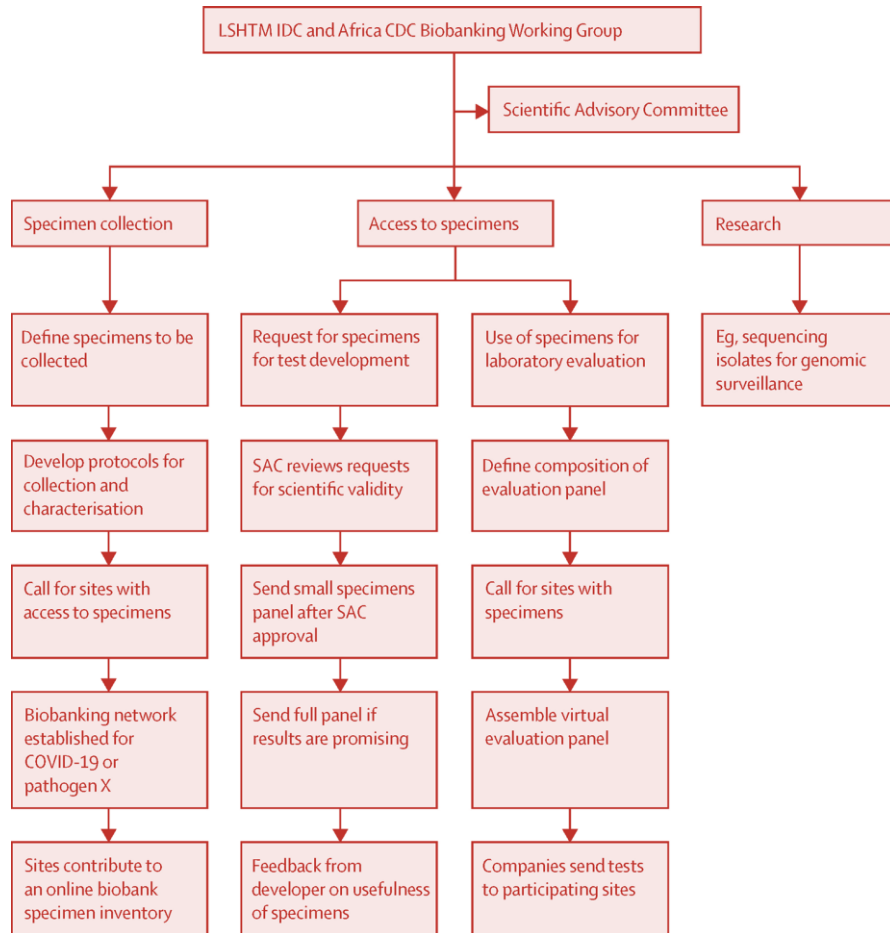 LSHTM IDC and Africa CDC Biobanking Working Group
Scientific Advisory Committee
Specimen collection
Access to specimens
Research
Define specimens to be
collected
Request for specimens
for test development
Use of specimens for
laboratory evaluation
Eg, sequencing
isolates for genomic
surveillance
Develop protocols for
collection and
characterisation
SAC reviews requests
for scientific validity
Define composition of
evaluation panel
Call for sites with
access to specimens
Send small specimens
panel after SAC
approval
Call for sites with
specimens
Biobanking network
established for
COVID-19 or
pathogen X
Send full panel if
results are promising
Assemble virtual
evaluation panel
Sites contribute to
an online biobank
specimen inventory
Feedback from
developer on usefulness
of specimens
Companies send tests
to participating sites